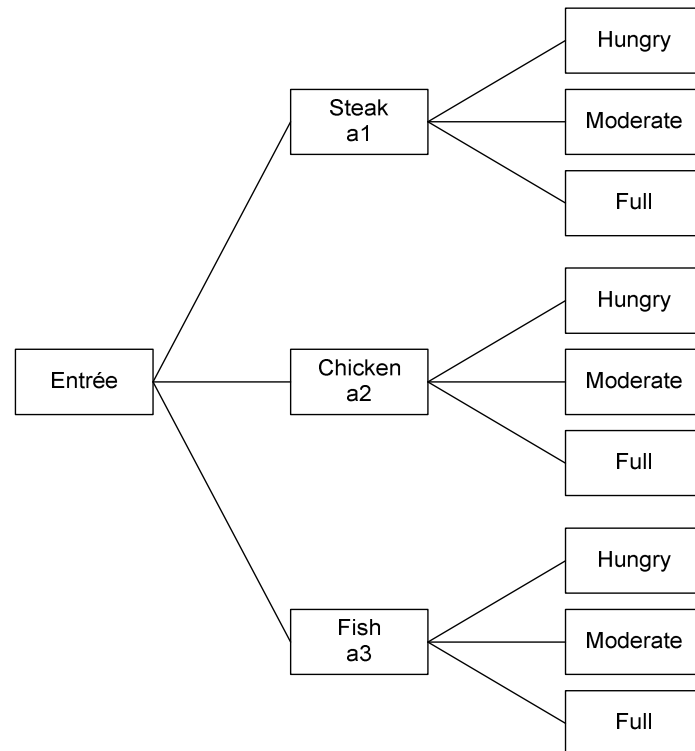 Entrée
Steak
a1
Hungry
Moderate
Full
Chicken
a2
Hungry
Moderate
Full
Fish
a3
Hungry
Moderate
Full